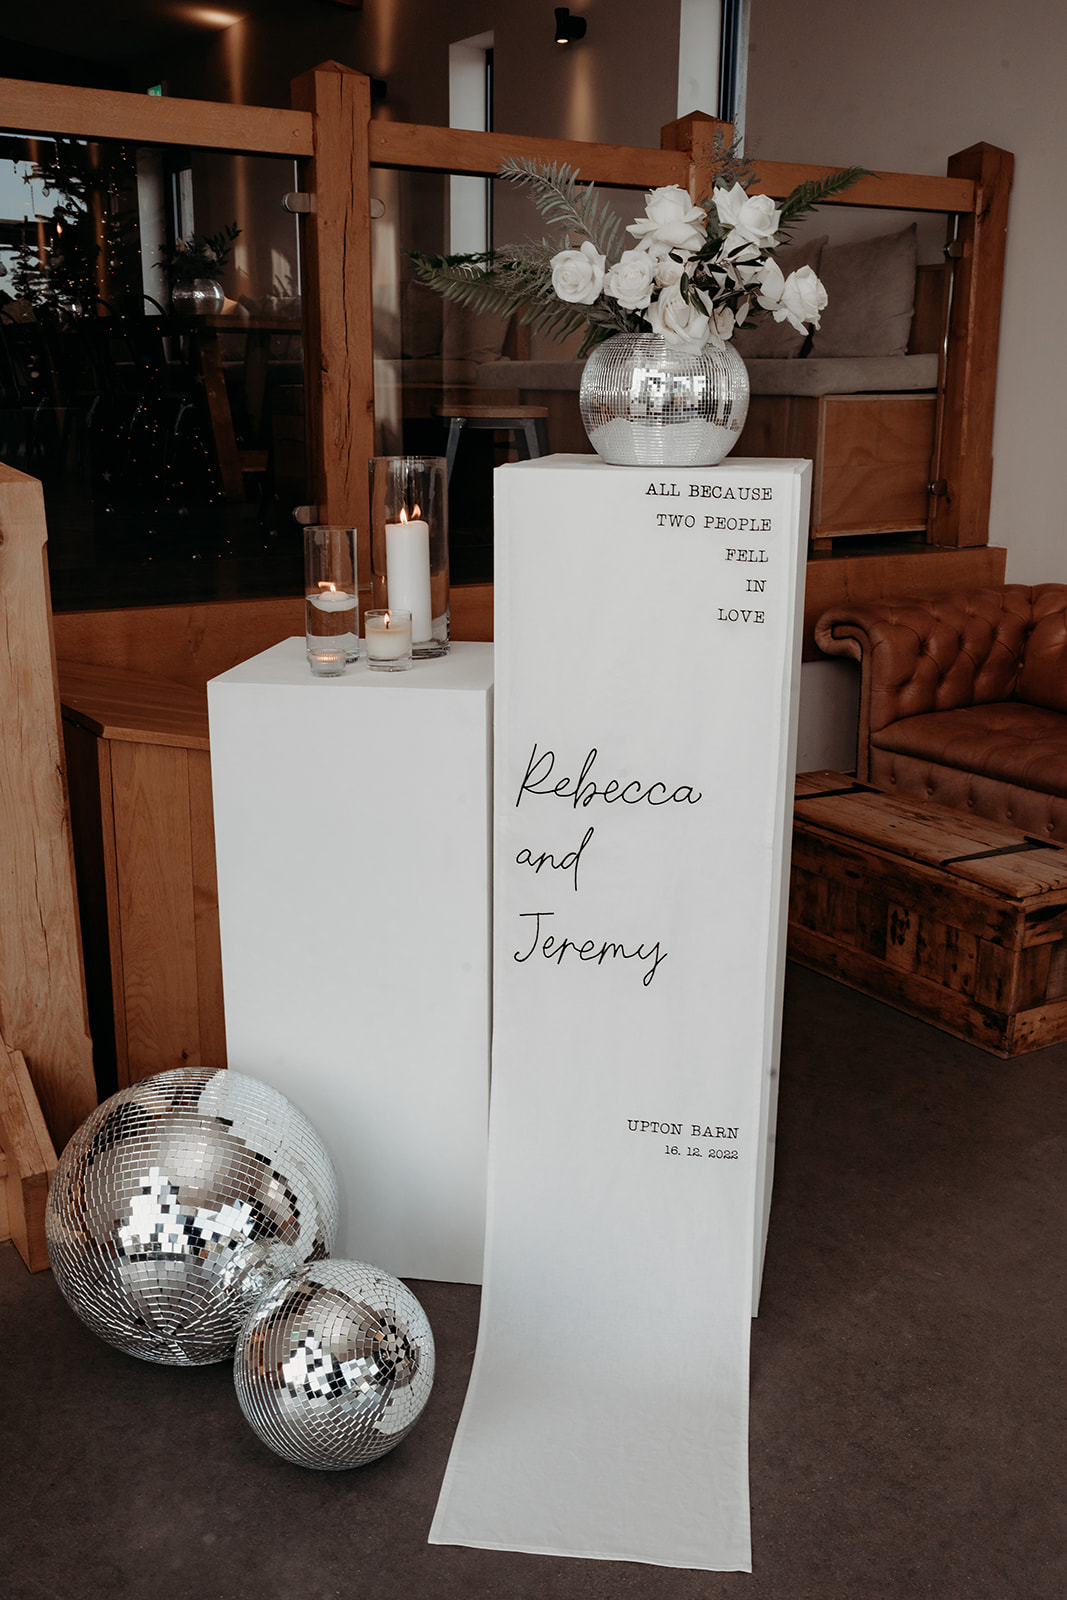 ALL BECAUSE
TWO PEOPLE
FELL
IN
LOVE
Rebecca
and
Jeremy
UPTON BARN
16. 12. 2022